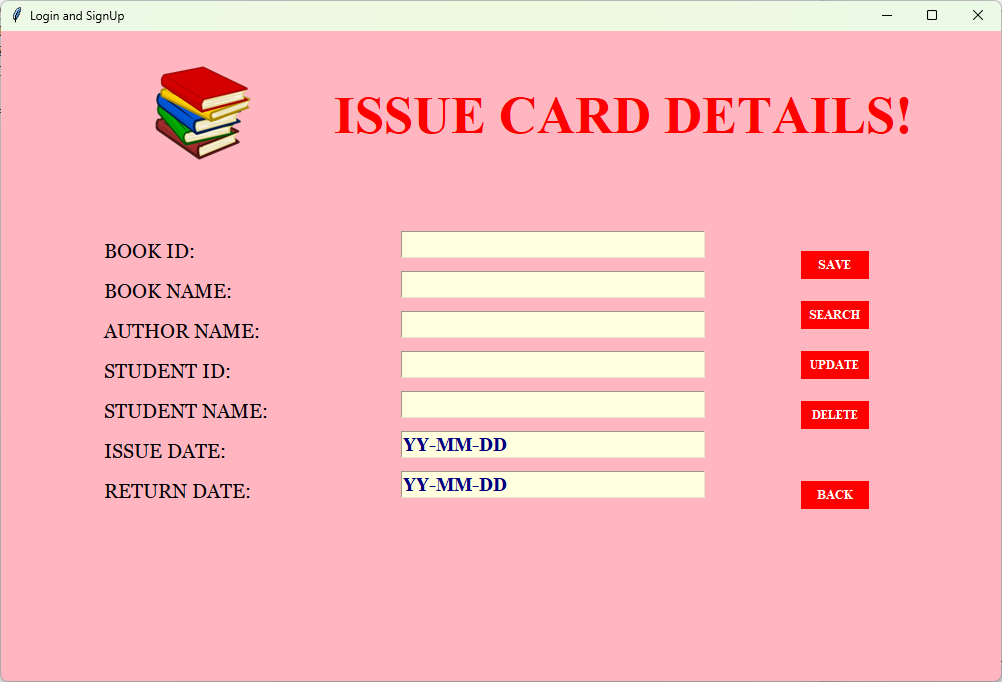 Login and SignUp
ISSUE CARD DETAILS!
BOOK ID:
SAVE
BOOK NAME:
SEARCH
AUTHOR NAME:
STUDENT ID:
UPDATE
STUDENT NAME:
DELETE
ISSUE DATE: YY-MM-DD
RETURN DATE: YY-MM-DD
BACK